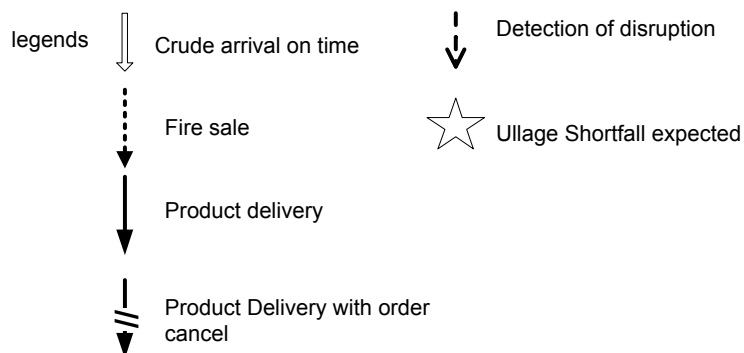 legends
Crude arrival on time
Fire sale
Product delivery
Product Delivery with order
cancel
Detection of disruption
Ullage Shortfall expected